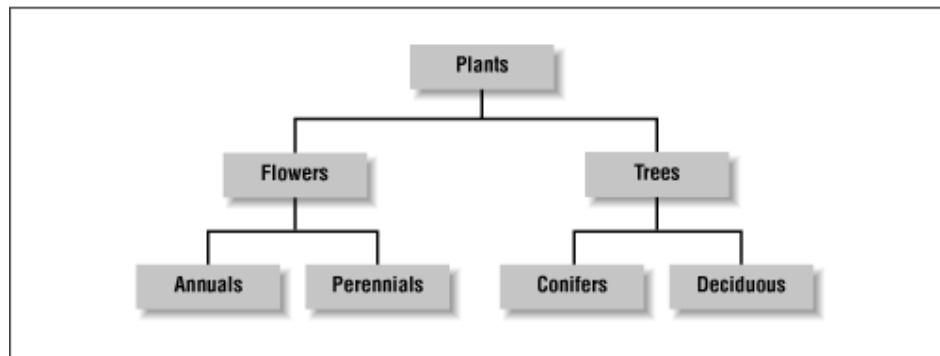 Plants
Flowers
Trees
Annuals
Perennials
Conifers
Deciduous